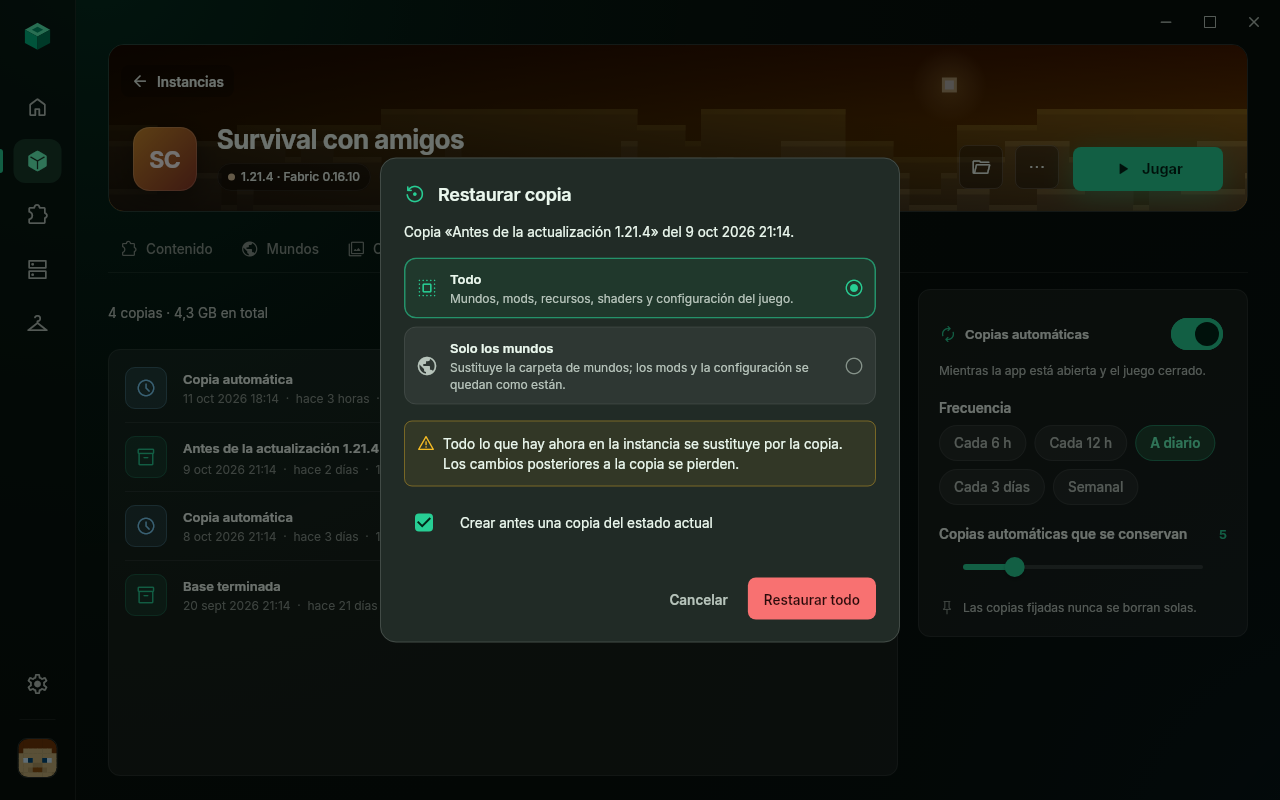 Instancias
SC
Survival con amigos
1.21.4 · Fabric 0.16.10
Jugar
Contenido
Mundos
4 copias · 4,3 GB en total
Copia automática
11 oct 2026 18:14 · hace 3 horas ·
Antes de la actualización 1.21.4
9 oct 2026 21:14 · hace 2 días ·
Copia automática
8 oct 2026 21:14 · hace 3 días ·
Base terminada
20 sept 2026 21:14 · hace 21 días
Restaurar copia
Copia «Antes de la actualización 1.21.4» del 9 oct 2026 21:14.
Todo
Mundos, mods, recursos, shaders y configuración del juego.
Solo los mundos
Sustituye la carpeta de mundos; los mods y la configuración se
quedan como están.
Todo lo que hay ahora en la instancia se sustituye por la copia.
Los cambios posteriores a la copia se pierden.
Crear antes una copia del estado actual
Cancelar
Restaurar todo
Copias automáticas
Mientras la app está abierta y el juego cerrado.
Frecuencia
Cada 6 h
Cada 12 h
A diario
Cada 3 días
Semanal
Copias automáticas que se conservan 5
Las copias fijadas nunca se borran solas.